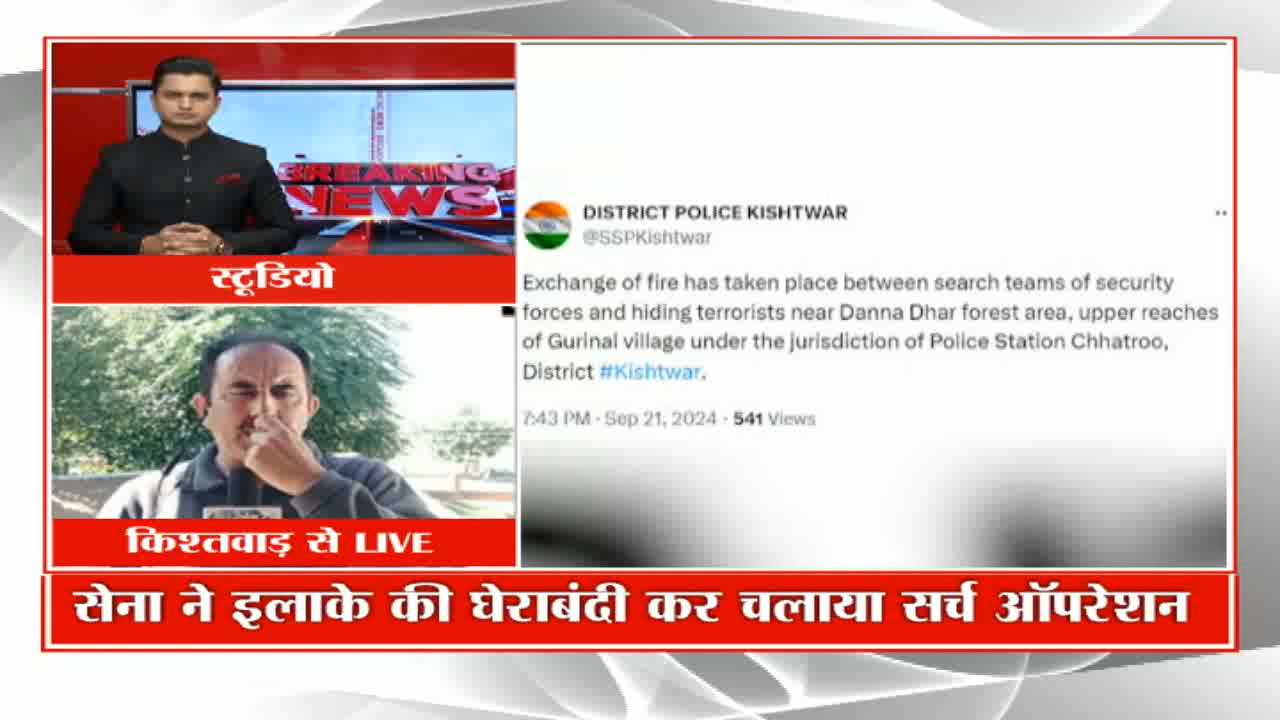 BREAKING
NEWS
स्टूडियो
किश्तवाड़ से LIVE
DISTRICT POLICE KISHTWAR
@SSPKishtwar
Exchange of fire has taken place between search teams of security
forces and hiding terrorists near Danna Dhar forest area, upper reaches
of Gurinal village under the jurisdiction of Police Station Chhatroo,
District #Kishtwar.
7:43 PM · Sep 21, 2024 · 541 Views
सेना ने इलाके की घेराबंदी कर चलाया सर्च ऑपरेशन